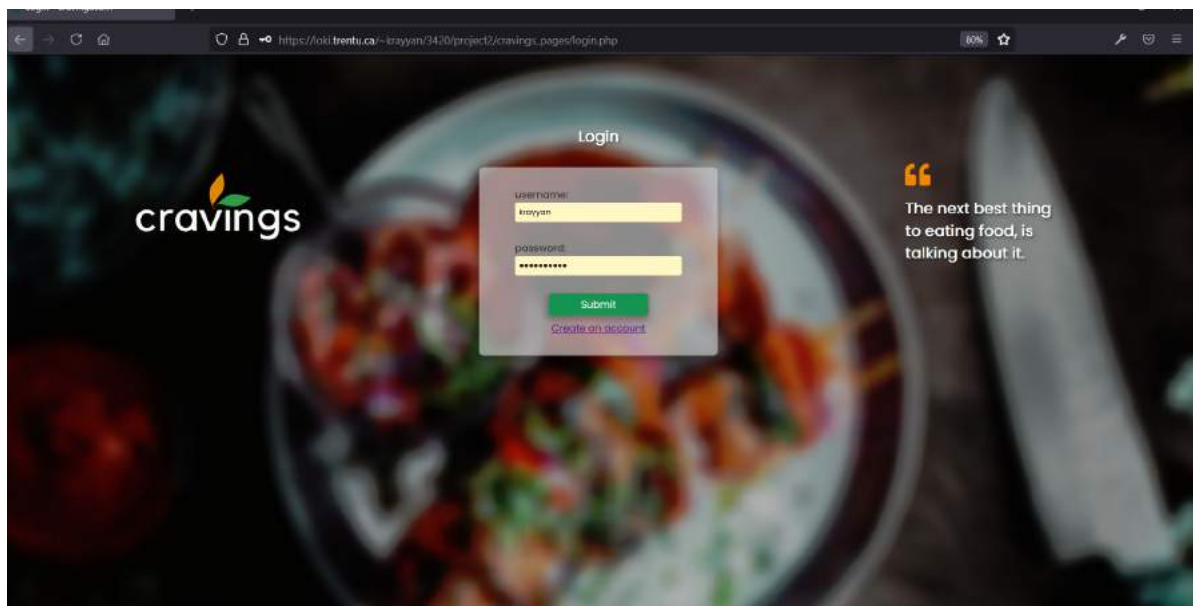 https://loki.trentu.ca/~krayyan/3420/project2/cravings_pages/login.php
80%
Login
cravings
username:
krayyan
password:
Submit
Create an account
The next best thing
to eating food, is
talking about it.